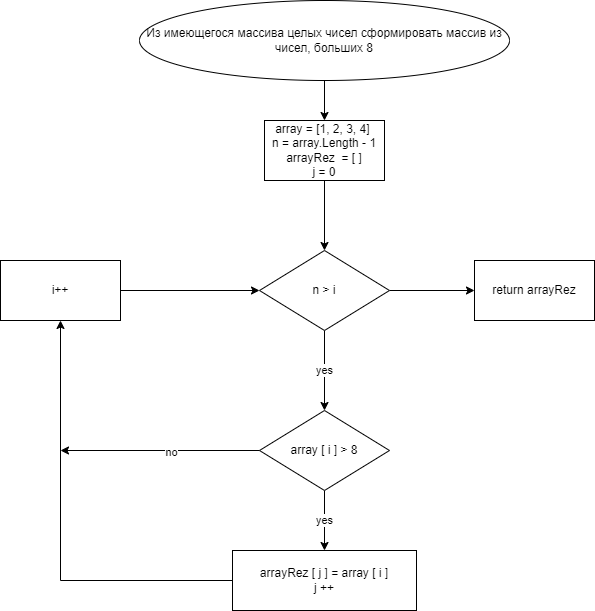 Из имеющегося массива целых чисел сформировать массив из
чисел, больших 8
array = [1, 2, 3, 4]
n = array.Length - 1
arrayRez = [ ]
j = 0
i++
n > i
return arrayRez
yes
array [ i ] > 8
no
yes
arrayRez [ j ] = array [ i ]
j ++